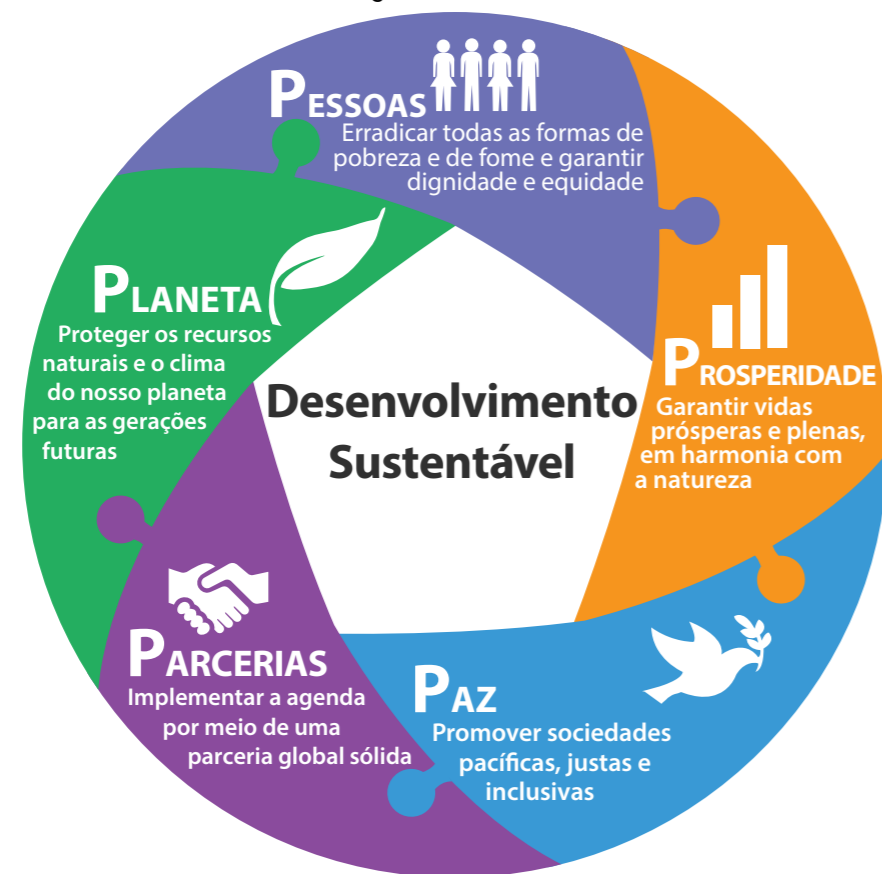 PESSOAS
Erradicar todas as formas de
pobreza e de fome e garantir
dignidade e equidade
PROSPERIDADE
Garantir vidas
prósperas e plenas,
em harmonia com
a natureza
PAZ
Promover sociedades
pacíficas, justas e
inclusivas
PARCERIAS
Implementar a agenda
por meio de uma
parceria global sólida
PLANETA
Proteger os recursos
naturais e o clima
do nosso planeta
para as gerações
futuras
Desenvolvimento
Sustentável